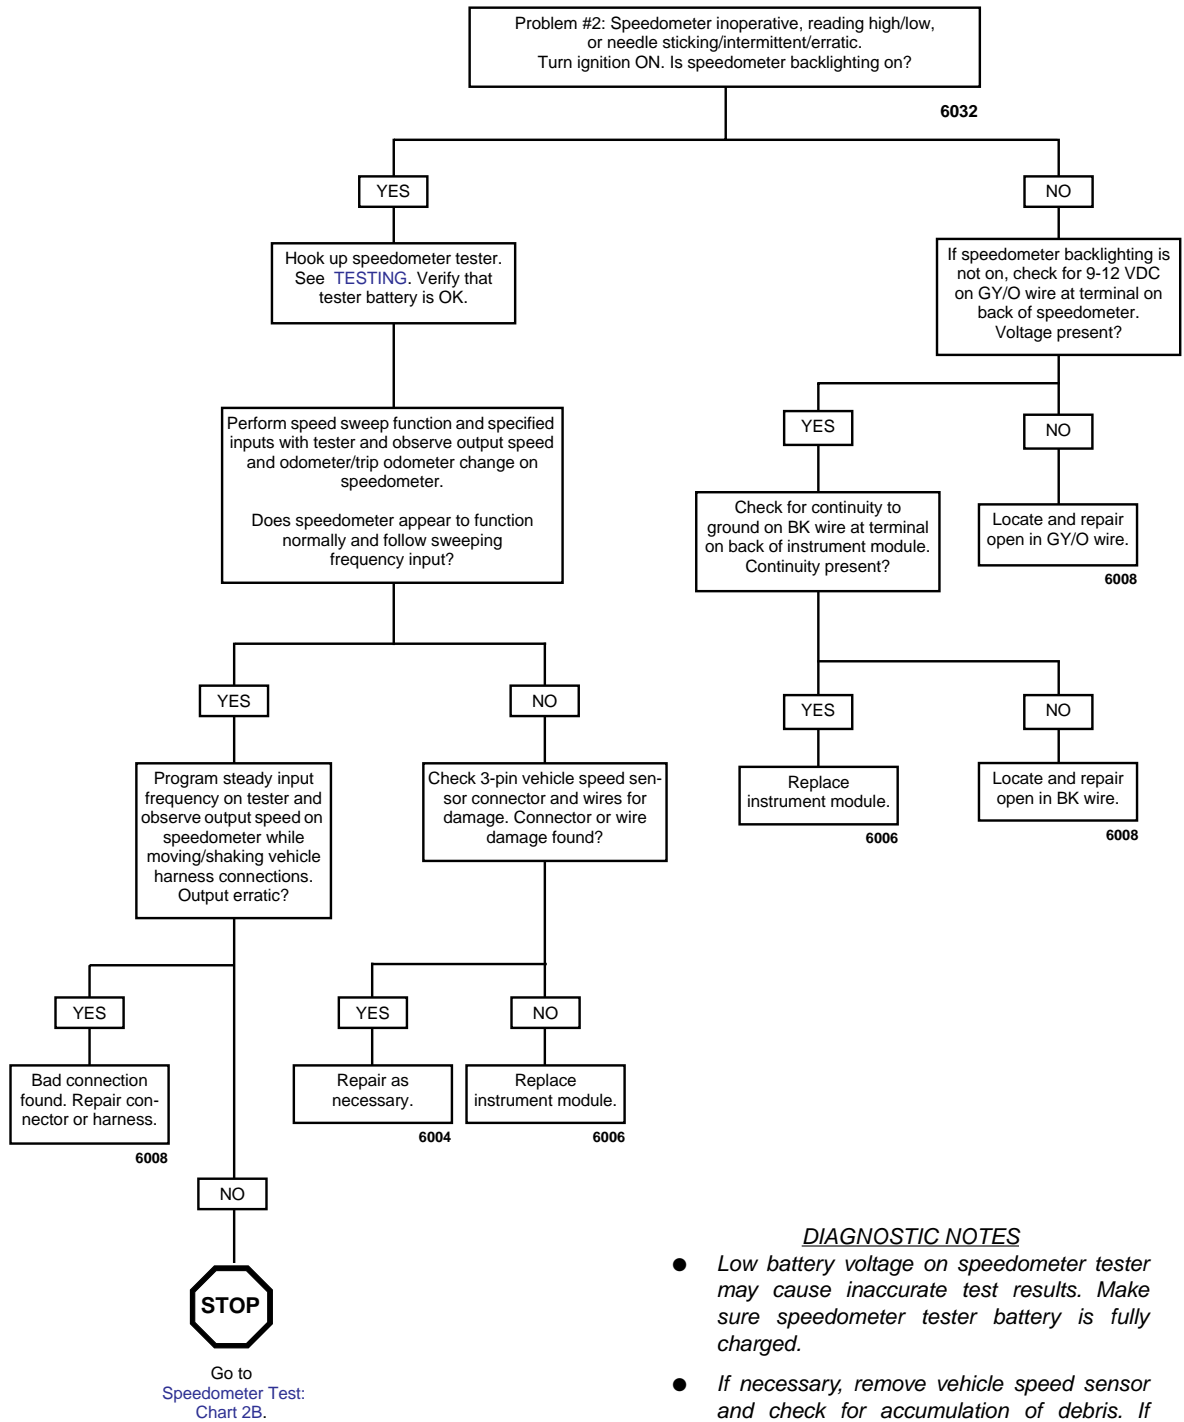 Problem #2: Speedometer inoperative, reading high/low,
or needle sticking/intermittent/erratic.
Turn ignition ON. Is speedometer backlighting on?
6032
YES
NO
Hook up speedometer tester.
See TESTING. Verify that
tester battery is OK.
If speedometer backlighting is
not on, check for 9-12 VDC
on GY/O wire at terminal on
back of speedometer.
Voltage present?
Perform speed sweep function and specified
inputs with tester and observe output speed
and odometer/trip odometer change on
speedometer.
Does speedometer appear to function
normally and follow sweeping
frequency input?
YES
NO
Check for continuity to
ground on BK wire at terminal
on back of instrument module.
Continuity present?
Locate and repair
open in GY/O wire.
6008
YES
NO
YES
NO
Program steady input
frequency on tester and
observe output speed on
speedometer while
moving/shaking vehicle
harness connections.
Output erratic?
Check 3-pin vehicle speed sen-
sor connector and wires for
damage. Connector or wire
damage found?
Replace
instrument module.
6006
Locate and repair
open in BK wire.
6008
YES
YES
NO
Bad connection
found. Repair con-
nector or harness.
6008
Repair as
necessary.
6004
Replace
instrument module.
6006
NO
STOP
Go to
Speedometer Test:
Chart 2B.
DIAGNOSTIC NOTES
● Low battery voltage on speedometer tester
may cause inaccurate test results. Make
sure speedometer tester battery is fully
charged.
● If necessary, remove vehicle speed sensor
and check for accumulation of debris. If